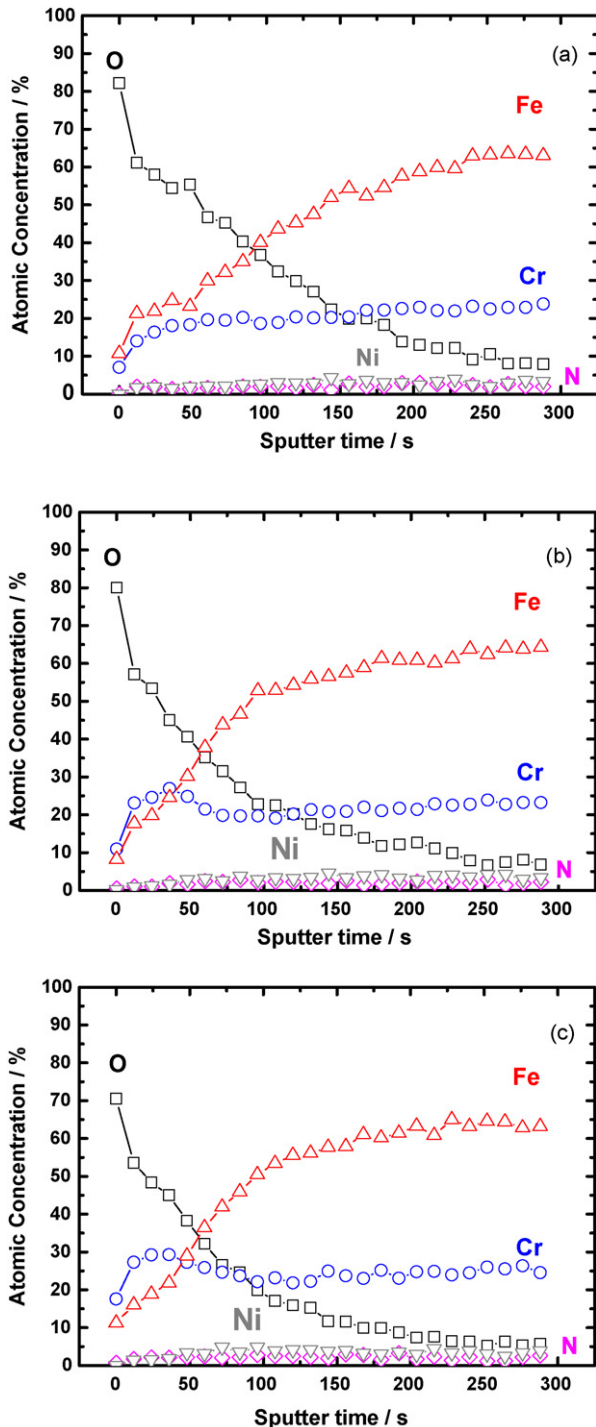 100
(a)
O
90
Fe
80
70
60
50
40
Cr
30
20
Ni
10
N
0
0 50 100 150 200 250 300
Atomic Concentration / %
Sputter time / s
100
(b)
90
O
80
Fe
70
60
50
40
Cr
30
20
Ni
10
N
0
0 50 100 150 200 250 300
Atomic Concentration / %
Sputter time / s
100
(c)
90
O
80
Fe
70
60
50
40
Cr
30
20
Ni
10
N
0
0 50 100 150 200 250 300
Atomic Concentration / %
Sputter time / s